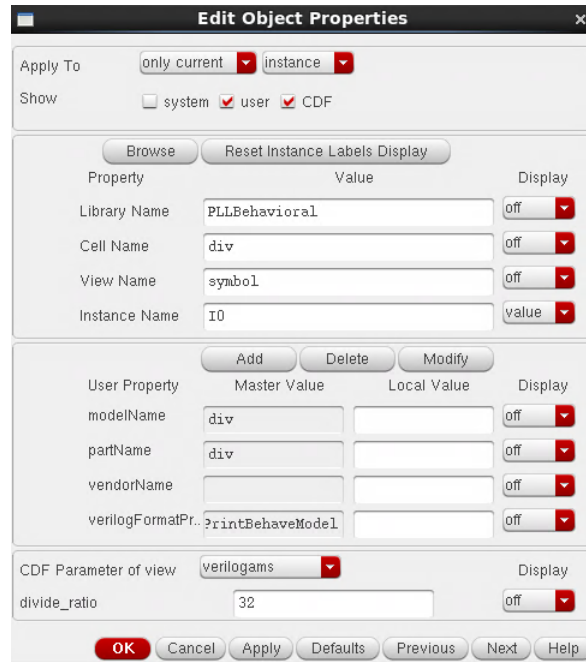 Edit Object Properties
Apply To only current instance
Show system user CDF
Browse Reset Instance Labels Display
Property Value Display
Library Name PLLBehavioral off
Cell Name div off
View Name symbol off
Instance Name I0 value
Add Delete Modify
User Property Master Value Local Value Display
modelName div off
partName div off
vendorName off
verilogFormatPr.. PrintBehaveModel off
CDF Parameter of view verilogams Display
divide_ratio 32 off
OK Cancel Apply Defaults Previous Next Help